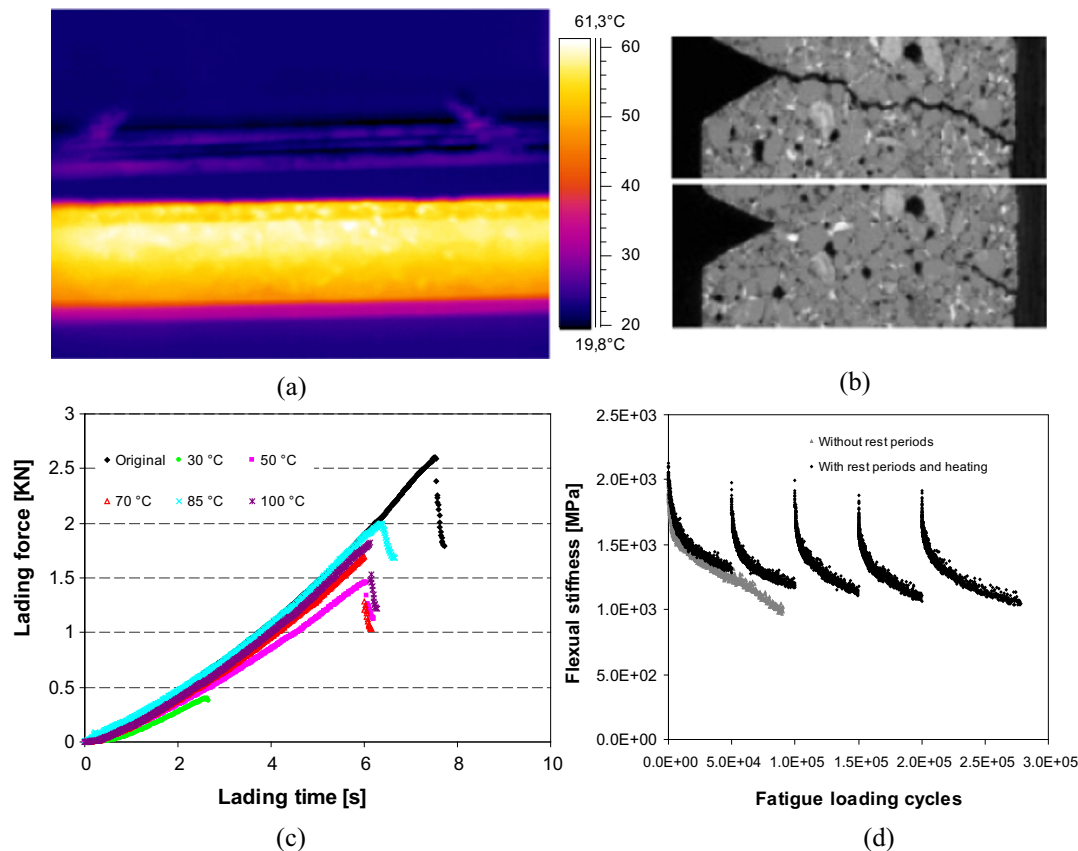 61,3°C
60
50
40
30
20
19,8°C
(a)
(b)
3
2.5
2
1.5
1
0.5
0
Lading force [KN]
Original
30 °C
50 °C
70 °C
85 °C
100 °C
0
2
4
6
8
10
Lading time [s]
(c)
2.5E+03
2.0E+03
1.5E+03
1.0E+03
5.0E+02
0.0E+00
Flexual stiffness [MPa]
Without rest periods
With rest periods and heating
0.0E+00 5.0E+04 1.0E+05 1.5E+05 2.0E+05 2.5E+05 3.0E+05
Fatigue loading cycles
(d)